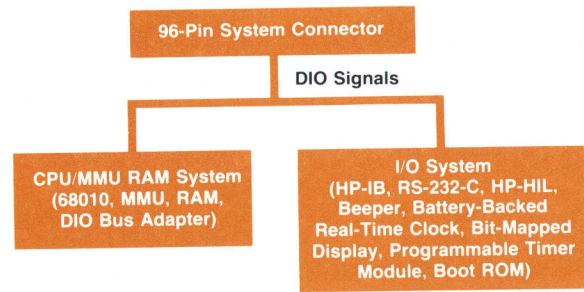 96-Pin System Connector
DIO Signals
CPU/MMU RAM System
(68010, MMU, RAM,
DIO Bus Adapter)
I/O System
(HP-IB, RS-232-C, HP-HIL,
Beeper, Battery-Backed
Real-Time Clock, Bit-Mapped
Display, Programmable Timer
Module, Boot ROM)